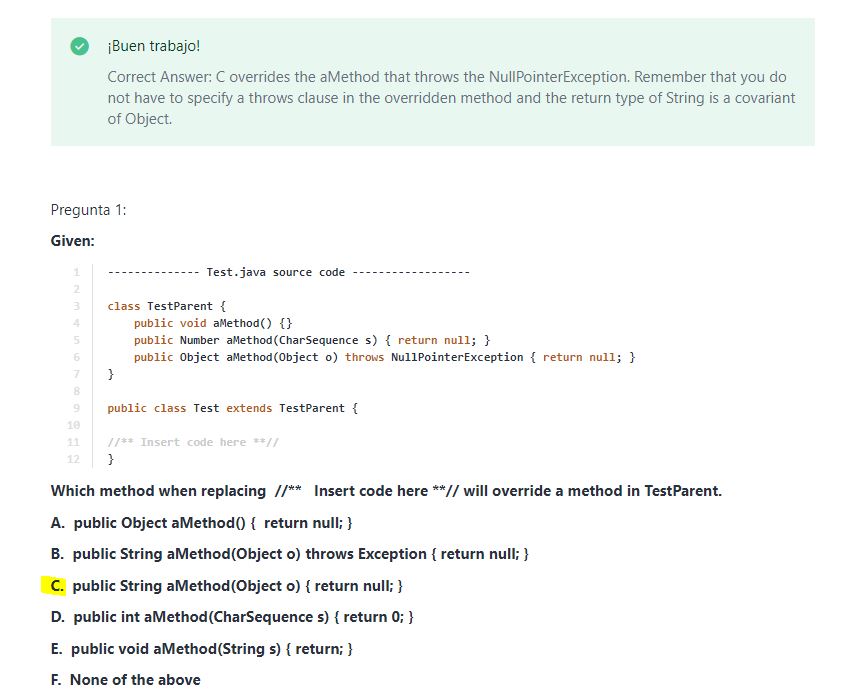 ¡Buen trabajo!
Correct Answer: C overrides the aMethod that throws the NullPointerException. Remember that you do
not have to specify a throws clause in the overridden method and the return type of String is a covariant
of Object.
Pregunta 1:
Given:
1 -------------- Test.java source code ------------------
2
3 class TestParent {
4     public void aMethod() {}
5     public Number aMethod(CharSequence s) { return null; }
6     public Object aMethod(Object o) throws NullPointerException { return null; }
7 }
8
9 public class Test extends TestParent {
10
11 //** Insert code here **//
12 }
Which method when replacing //**   Insert code here **// will override a method in TestParent.
A. public Object aMethod() {  return null; }
B. public String aMethod(Object o) throws Exception { return null; }
C. public String aMethod(Object o) { return null; }
D. public int aMethod(CharSequence s) { return 0; }
E. public void aMethod(String s) { return; }
F. None of the above